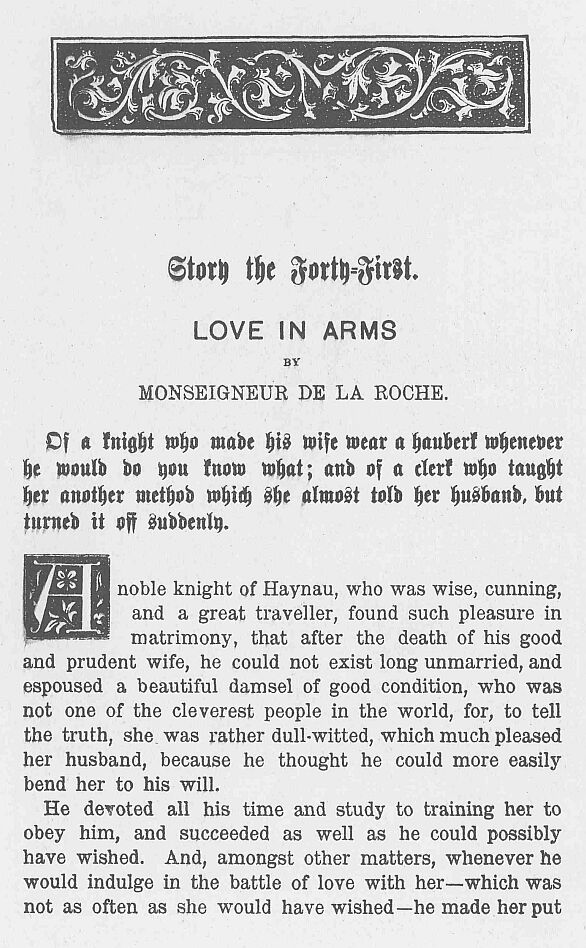 Story the Forty-First.
LOVE IN ARMS
BY
MONSEIGNEUR DE LA ROCHE.
Of a knight who made his wife wear a hauberk whenever
he would do you know what; and of a clerk who taught
her another method which she almost told her husband, but
turned it off suddenly.
A noble knight of Haynau, who was wise, cunning,
and a great traveller, found such pleasure in
matrimony, that after the death of his good
and prudent wife, he could not exist long unmarried, and
espoused a beautiful damsel of good condition, who was
not one of the cleverest people in the world, for, to tell
the truth, she was rather dull-witted, which much pleased
her husband, because he thought he could more easily
bend her to his will.
He devoted all his time and study to training her to
obey him, and succeeded as well as he could possibly
have wished. And, amongst other matters, whenever he
would indulge in the battle of love with her—which was
not as often as she would have wished—he made her put